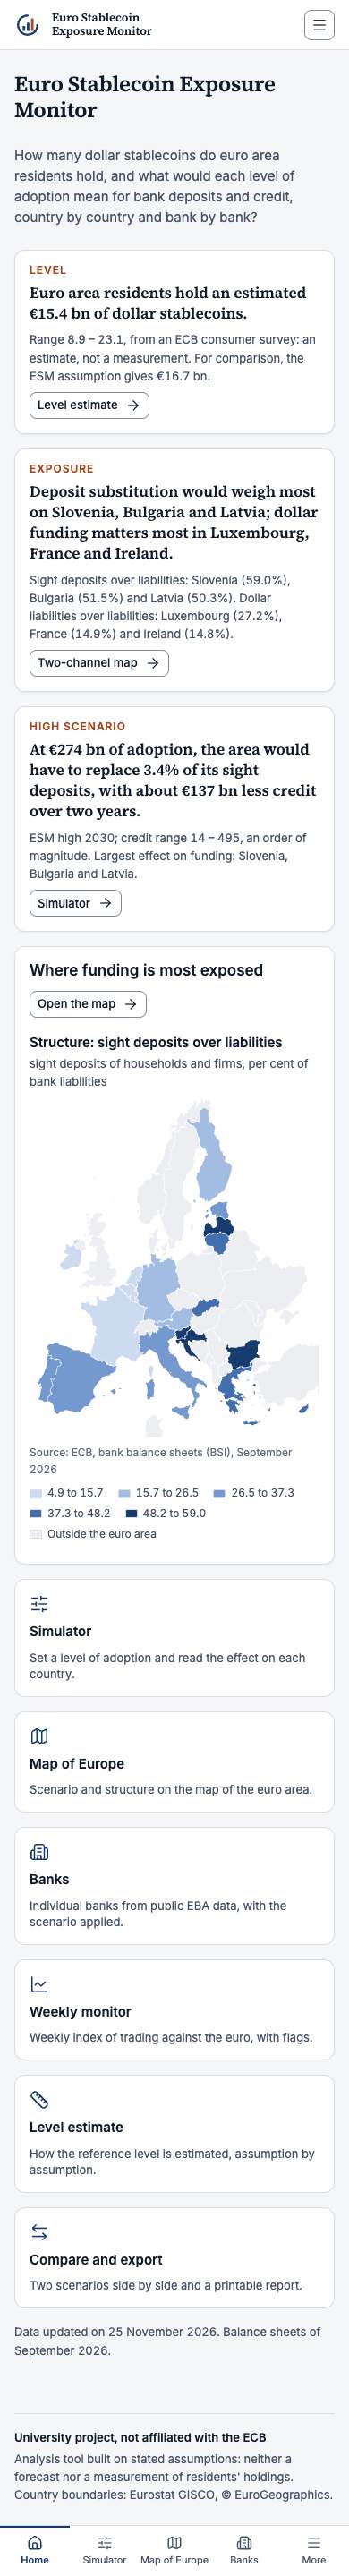 Euro Stablecoin
Exposure Monitor
Euro Stablecoin Exposure
Monitor
How many dollar stablecoins do euro area
residents hold, and what would each level of
adoption mean for bank deposits and credit,
country by country and bank by bank?
LEVEL
Euro area residents hold an estimated
€15.4 bn of dollar stablecoins.
Range 8.9 – 23.1, from an ECB consumer survey: an
estimate, not a measurement. For comparison, the
ESM assumption gives €16.7 bn.
Level estimate
EXPOSURE
Deposit substitution would weigh most
on Slovenia, Bulgaria and Latvia; dollar
funding matters most in Luxembourg,
France and Ireland.
Sight deposits over liabilities: Slovenia (59.0%),
Bulgaria (51.5%) and Latvia (50.3%). Dollar
liabilities over liabilities: Luxembourg (27.2%),
France (14.9%) and Ireland (14.8%).
Two-channel map
HIGH SCENARIO
At €274 bn of adoption, the area would
have to replace 3.4% of its sight
deposits, with about €137 bn less credit
over two years.
ESM high 2030; credit range 14 – 495, an order of
magnitude. Largest effect on funding: Slovenia,
Bulgaria and Latvia.
Simulator
Where funding is most exposed
Open the map
Structure: sight deposits over liabilities
sight deposits of households and firms, per cent of
bank liabilities
Source: ECB, bank balance sheets (BSI), September
2026
4.9 to 15.7 15.7 to 26.5 26.5 to 37.3
37.3 to 48.2 48.2 to 59.0
Outside the euro area
Simulator
Set a level of adoption and read the effect on each
country.
Map of Europe
Scenario and structure on the map of the euro area.
Banks
Individual banks from public EBA data, with the
scenario applied.
Weekly monitor
Weekly index of trading against the euro, with flags.
Level estimate
How the reference level is estimated, assumption by
assumption.
Compare and export
Two scenarios side by side and a printable report.
Data updated on 25 November 2026. Balance sheets of
September 2026.
University project, not affiliated with the ECB
Analysis tool built on stated assumptions: neither a
forecast nor a measurement of residents' holdings.
Country boundaries: Eurostat GISCO, © EuroGeographics.
Home Simulator Map of Europe Banks More